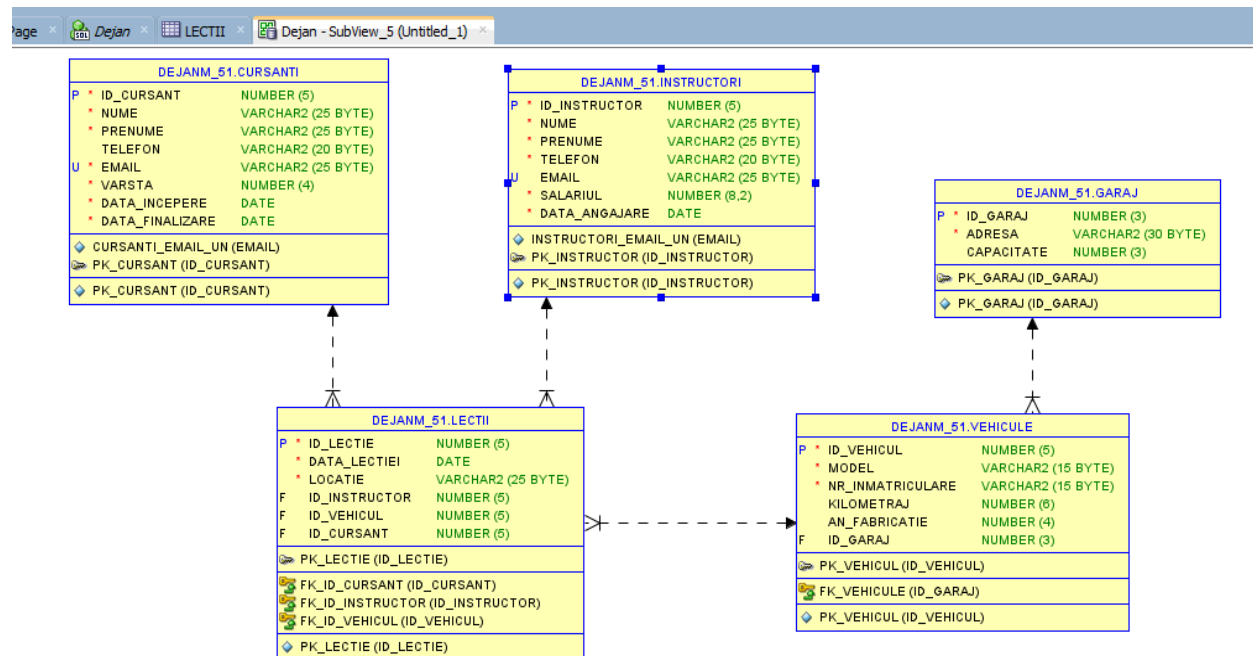 Page Dejan LECTII Dejan - SubView_5 (Untitled_1)
DEJANM_51.CURSANTI
P * ID_CURSANT NUMBER (5)
* NUME VARCHAR2 (25 BYTE)
* PRENUME VARCHAR2 (25 BYTE)
TELEFON VARCHAR2 (20 BYTE)
U * EMAIL VARCHAR2 (25 BYTE)
* VARSTA NUMBER (4)
* DATA_INCEPERE DATE
* DATA_FINALIZARE DATE
CURSANTI_EMAIL_UN (EMAIL)
PK_CURSANT (ID_CURSANT)
PK_CURSANT (ID_CURSANT)
DEJANM_51.INSTRUCTORI
P * ID_INSTRUCTOR NUMBER (5)
* NUME VARCHAR2 (25 BYTE)
* PRENUME VARCHAR2 (25 BYTE)
* TELEFON VARCHAR2 (20 BYTE)
U EMAIL VARCHAR2 (25 BYTE)
* SALARIUL NUMBER (8,2)
* DATA_ANGAJARE DATE
INSTRUCTORI_EMAIL_UN (EMAIL)
PK_INSTRUCTOR (ID_INSTRUCTOR)
PK_INSTRUCTOR (ID_INSTRUCTOR)
DEJANM_51.GARAJ
P * ID_GARAJ NUMBER (3)
* ADRESA VARCHAR2 (30 BYTE)
CAPACITATE NUMBER (3)
PK_GARAJ (ID_GARAJ)
PK_GARAJ (ID_GARAJ)
DEJANM_51.LECTII
P * ID_LECTIE NUMBER (5)
* DATA_LECTIEI DATE
* LOCATIE VARCHAR2 (25 BYTE)
F ID_INSTRUCTOR NUMBER (5)
F ID_VEHICUL NUMBER (5)
F ID_CURSANT NUMBER (5)
PK_LECTIE (ID_LECTIE)
FK_ID_CURSANT (ID_CURSANT)
FK_ID_INSTRUCTOR (ID_INSTRUCTOR)
FK_ID_VEHICUL (ID_VEHICUL)
PK_LECTIE (ID_LECTIE)
DEJANM_51.VEHICULE
P * ID_VEHICUL NUMBER (5)
* MODEL VARCHAR2 (15 BYTE)
* NR_INMATRICULARE VARCHAR2 (15 BYTE)
KILOMETRAJ NUMBER (6)
AN_FABRICATIE NUMBER (4)
F ID_GARAJ NUMBER (3)
PK_VEHICUL (ID_VEHICUL)
FK_VEHICULE (ID_GARAJ)
PK_VEHICUL (ID_VEHICUL)